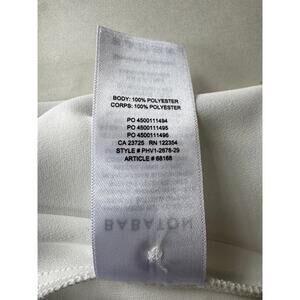 BODY: 100% POLYESTER
CORPS: 100% POLYESTER
PO 4500111494
PO 4500111495
PO 4500111496
CA 23725 RN 122354
STYLE # PHV1-2678-29
ARTICLE # 68168
BABATON